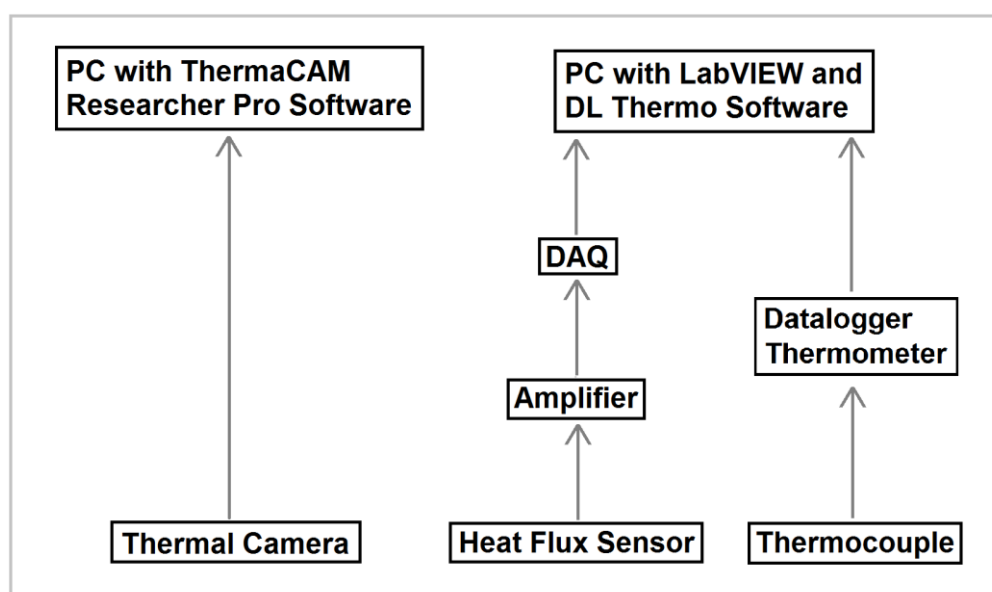 PC with ThermaCAM
Researcher Pro Software
PC with LabVIEW and
DL Thermo Software
DAQ
Datalogger
Thermometer
Amplifier
Thermal Camera
Heat Flux Sensor
Thermocouple